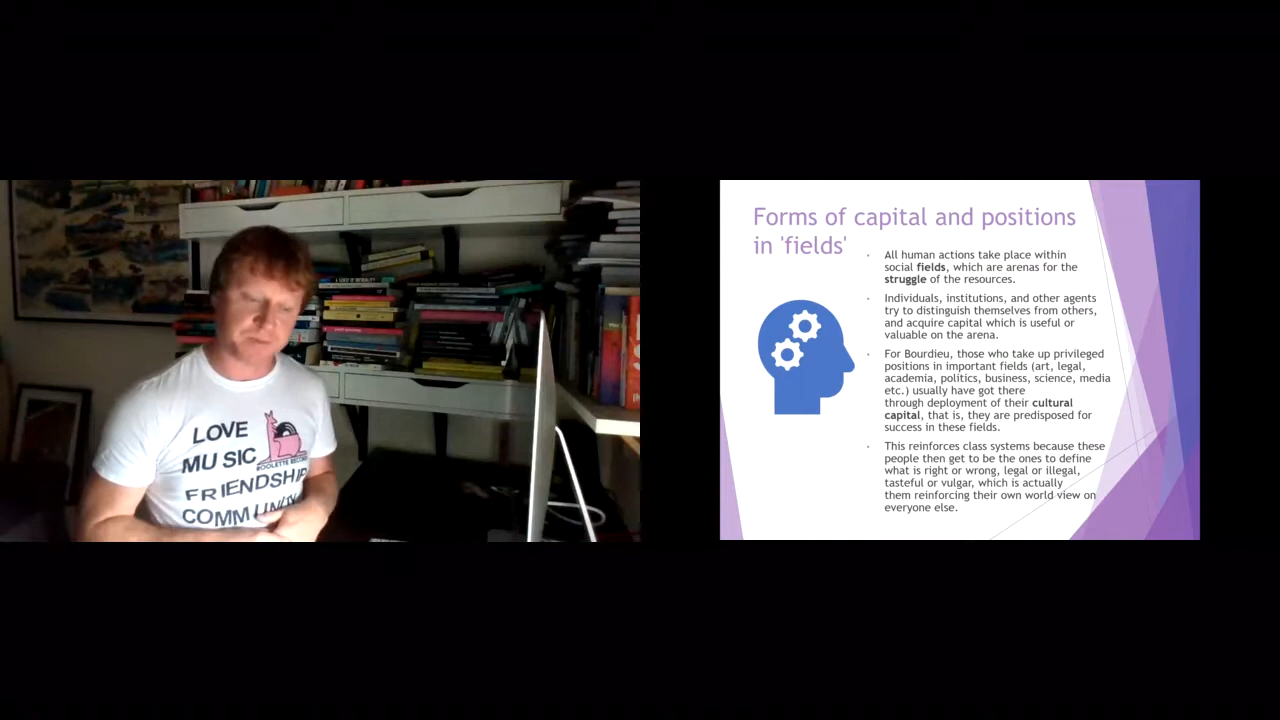 LOVE
MUSIC
ROOLETTE RECORDS
FRIENDSHIP
COMMUNITY
Forms of capital and positions
in 'fields'
All human actions take place within
social fields, which are arenas for the
struggle of the resources.
Individuals, institutions, and other agents
try to distinguish themselves from others,
and acquire capital which is useful or
valuable on the arena.
For Bourdieu, those who take up privileged
positions in important fields (art, legal,
academia, politics, business, science, media
etc.) usually have got there
through deployment of their cultural
capital, that is, they are predisposed for
success in these fields.
This reinforces class systems because these
people then get to be the ones to define
what is right or wrong, legal or illegal,
tasteful or vulgar, which is actually
them reinforcing their own world view on
everyone else.